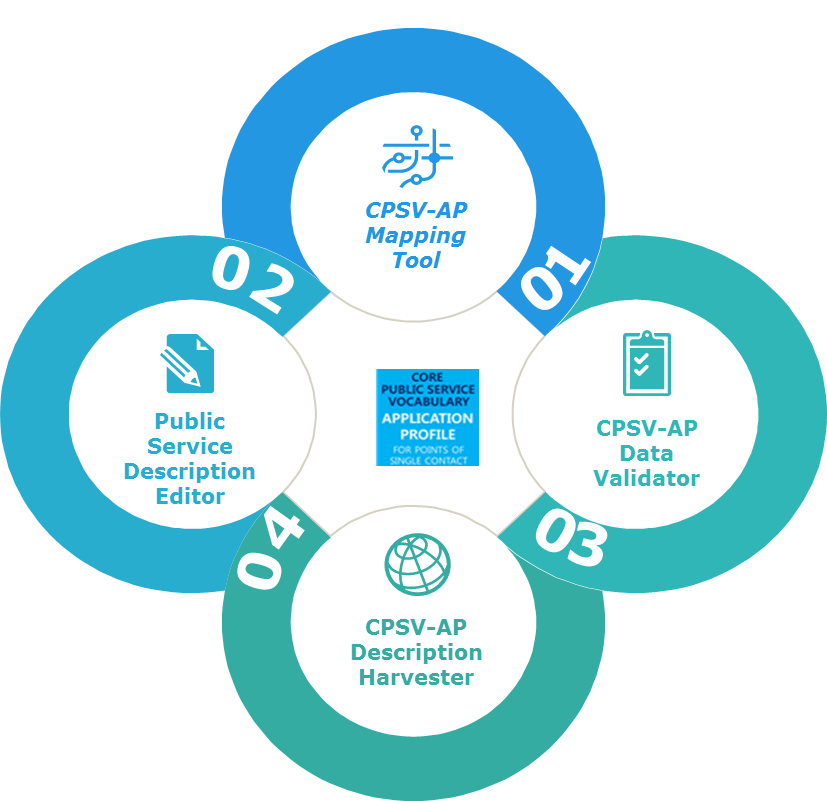 CPSV-AP
Mapping
Tool
01
02
Public
Service
Description
Editor
CORE
PUBLIC SERVICE
VOCABULARY
APPLICATION
PROFILE
FOR POINTS OF
SINGLE CONTACT
CPSV-AP
Data
Validator
03
04
CPSV-AP
Description
Harvester